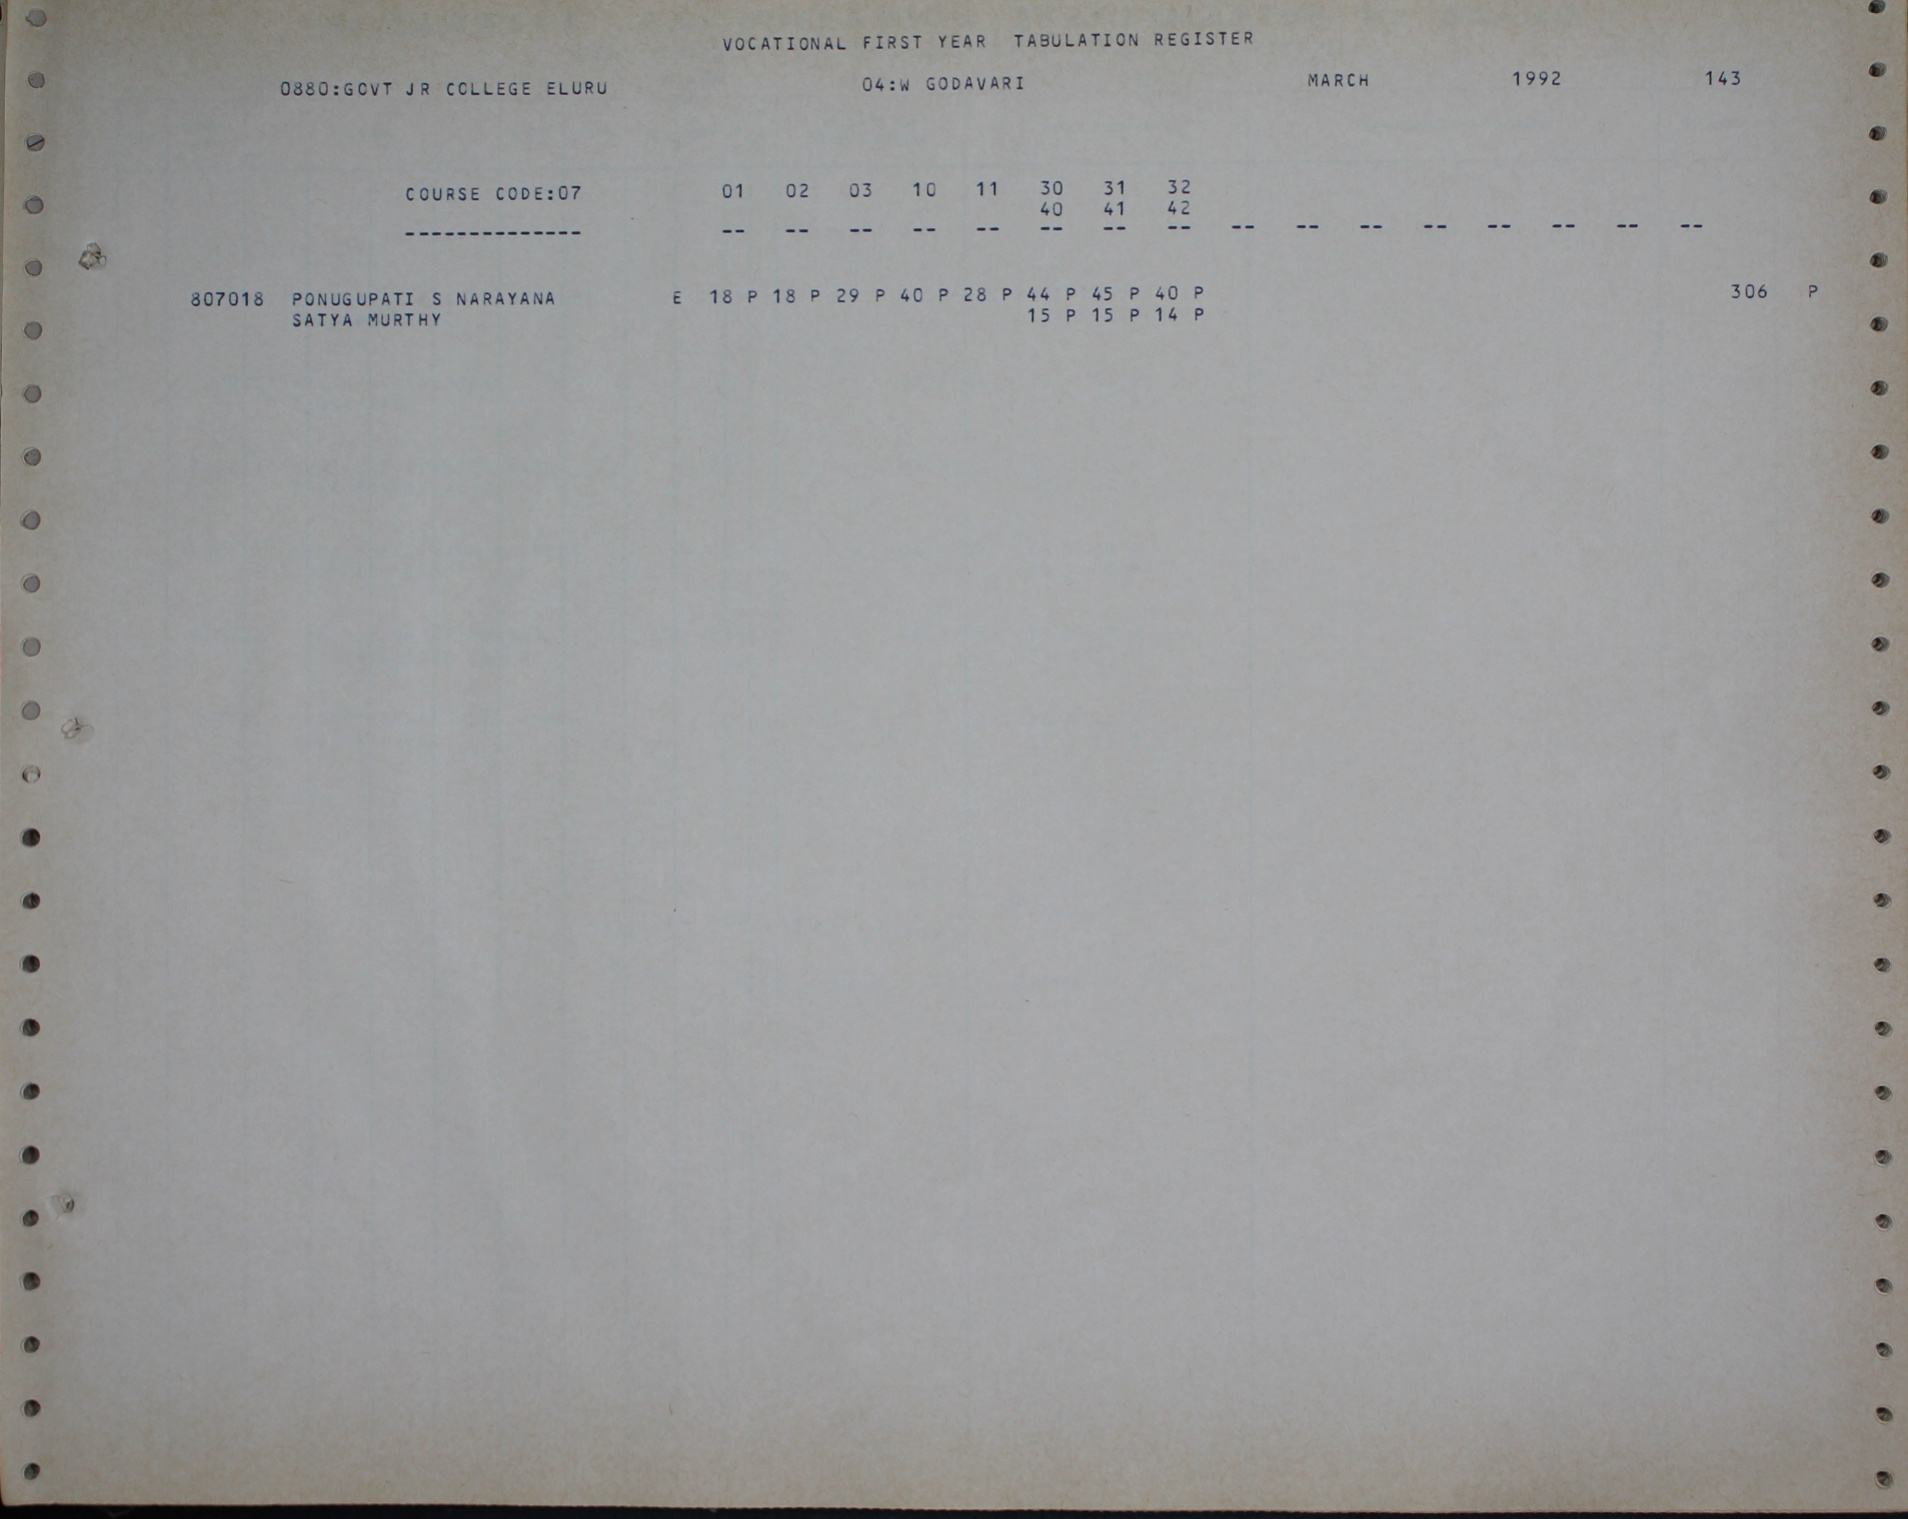 VOCATIONAL FIRST YEAR TABULATION REGISTER
0880:GOVT JR COLLEGE ELURU 04:W GODAVARI MARCH 1992 143
COURSE CODE:07 01 02 03 10 11 30 31 32
40 41 42
-------------- -- -- -- -- -- -- -- -- -- -- -- -- -- -- -- --
807018 PONUGUPATI S NARAYANA E 18 P 18 P 29 P 40 P 28 P 44 P 45 P 40 P 306 P
SATYA MURTHY 15 P 15 P 14 P